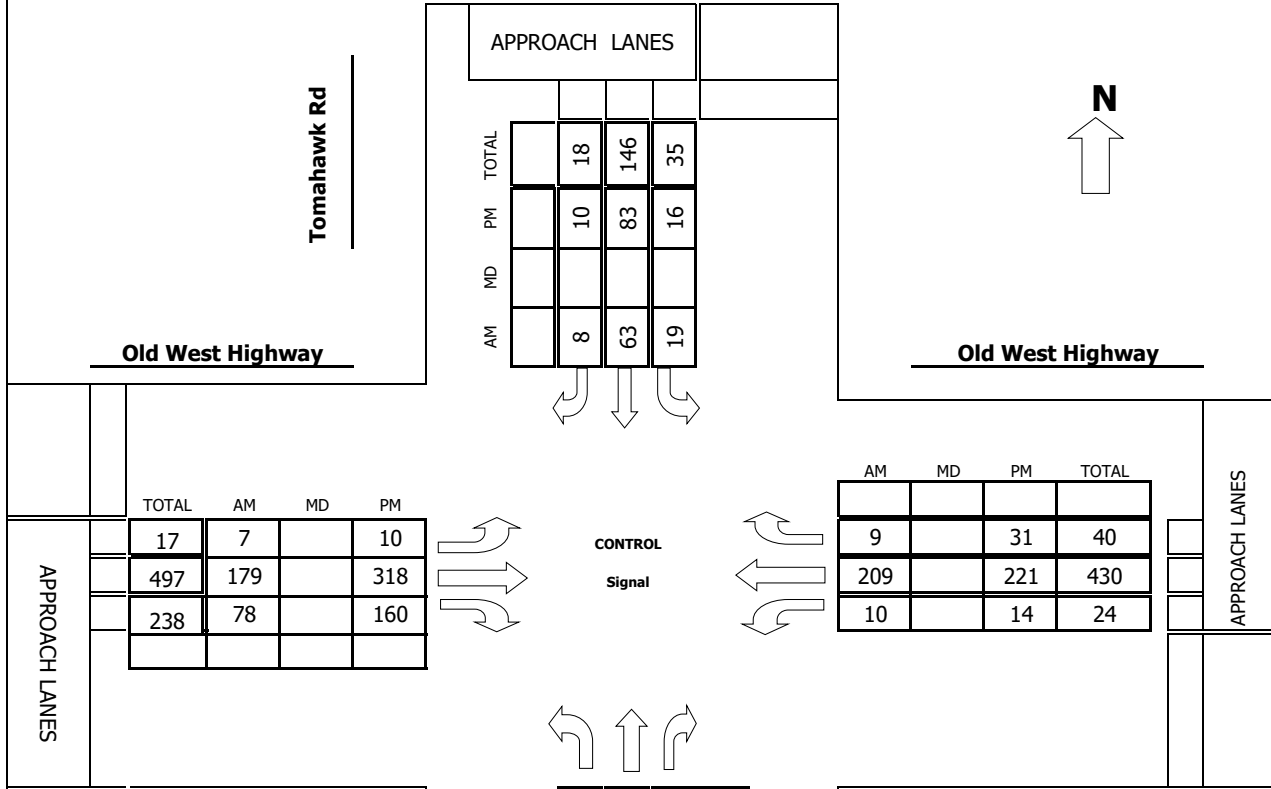 APPROACH LANES
Tomahawk Rd
N
TOTAL 18 146 35
PM 10 83 16
MD
AM 8 63 19
Old West Highway
Old West Highway
TOTAL AM MD PM
17 7 10
497 179 318
238 78 160
APPROACH LANES
CONTROL
Signal
AM MD PM TOTAL
9 31 40
209 221 430
10 14 24
APPROACH LANES